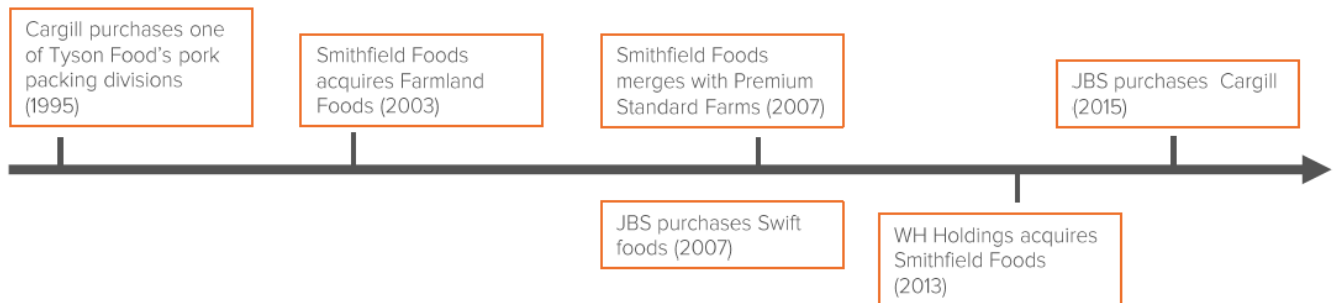 Cargill purchases one
of Tyson Food's pork
packing divisions
(1995)
Smithfield Foods
acquires Farmland
Foods (2003)
Smithfield Foods
merges with Premium
Standard Farms (2007)
JBS purchases Swift
foods (2007)
WH Holdings acquires
Smithfield Foods
(2013)
JBS purchases  Cargill
(2015)